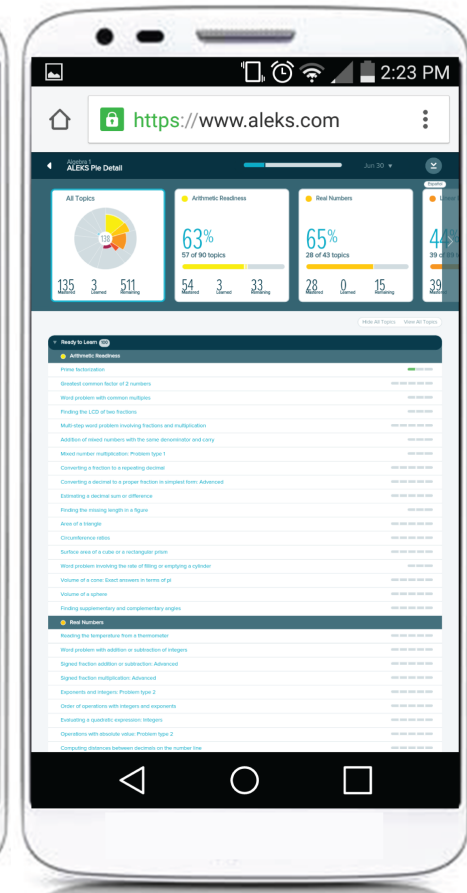 2:23 PM
https://www.aleks.com
Algebra 1
ALEKS Pie Detail
Jun 30
Español
All Topics
138
135 3 511
Mastered Learned Remaining
Arithmetic Readiness
63%
57 of 90 topics
54 3 33
Mastered Learned Remaining
Real Numbers
65%
28 of 43 topics
28 0 15
Mastered Learned Remaining
44
39 of 89
39
Mastered
Hide All Topics View All Topics
Ready to Learn
Arithmetic Readiness
Prime factorization
Greatest common factor of 2 numbers
Word problem with common multiples
Finding the LCD of two fractions
Multi-step word problem involving fractions and multiplication
Addition of mixed numbers with the same denominator and carry
Mixed number multiplication: Problem type 1
Converting a fraction to a repeating decimal
Converting a decimal to a proper fraction in simplest form: Advanced
Estimating a decimal sum or difference
Finding the missing length in a figure
Area of a triangle
Circumference ratios
Surface area of a cube or a rectangular prism
Word problem involving the rate of filling or emptying a cylinder
Volume of a cone: Exact answers in terms of pi
Volume of a sphere
Finding supplementary and complementary angles
Real Numbers
Reading the temperature from a thermometer
Word problem with addition or subtraction of integers
Signed fraction addition or subtraction: Advanced
Signed fraction multiplication: Advanced
Exponents and integers: Problem type 2
Order of operations with integers and exponents
Evaluating a quadratic expression: Integers
Operations with absolute value: Problem type 2
Computing distances between decimals on the number line